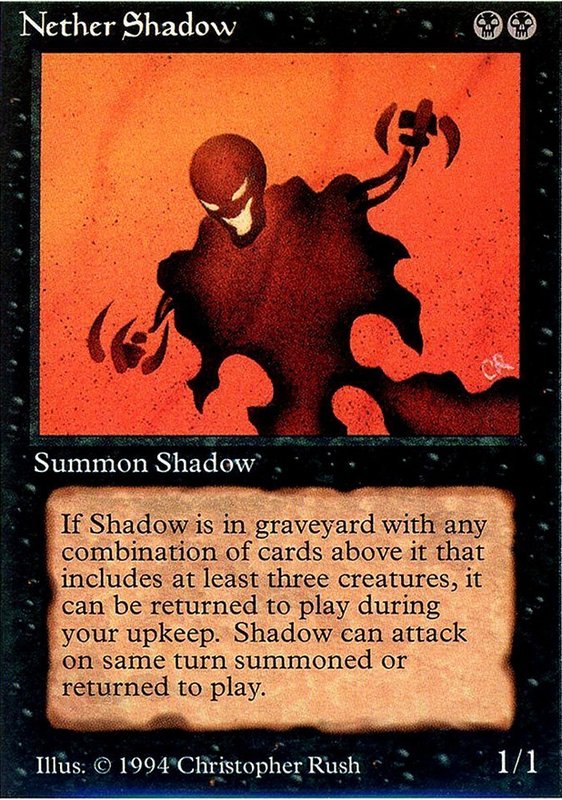 Nether Shadow
CR
Summon Shadow
If Shadow is in graveyard with any
combination of cards above it that
includes at least three creatures, it
can be returned to play during
your upkeep. Shadow can attack
on same turn summoned or
returned to play.
Illus. © 1994 Christopher Rush
1/1